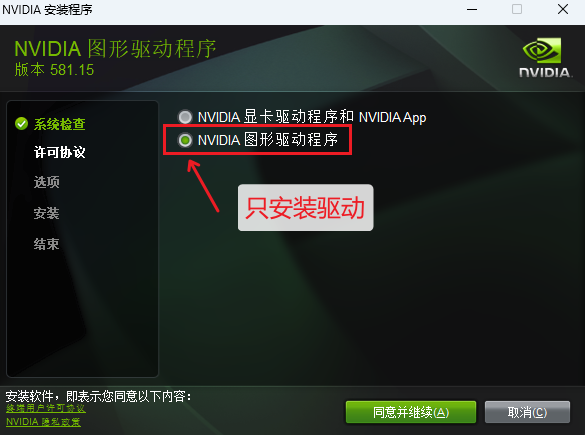 NVIDIA 安装程序
NVIDIA 图形驱动程序
版本 581.15
NVIDIA.
系统检查
许可协议
选项
安装
结束
NVIDIA 显卡驱动程序和 NVIDIA App
NVIDIA 图形驱动程序
只安装驱动
安装软件，即表示您同意以下内容：
终端用户许可协议
NVIDIA 隐私政策
同意并继续(A)
取消(C)